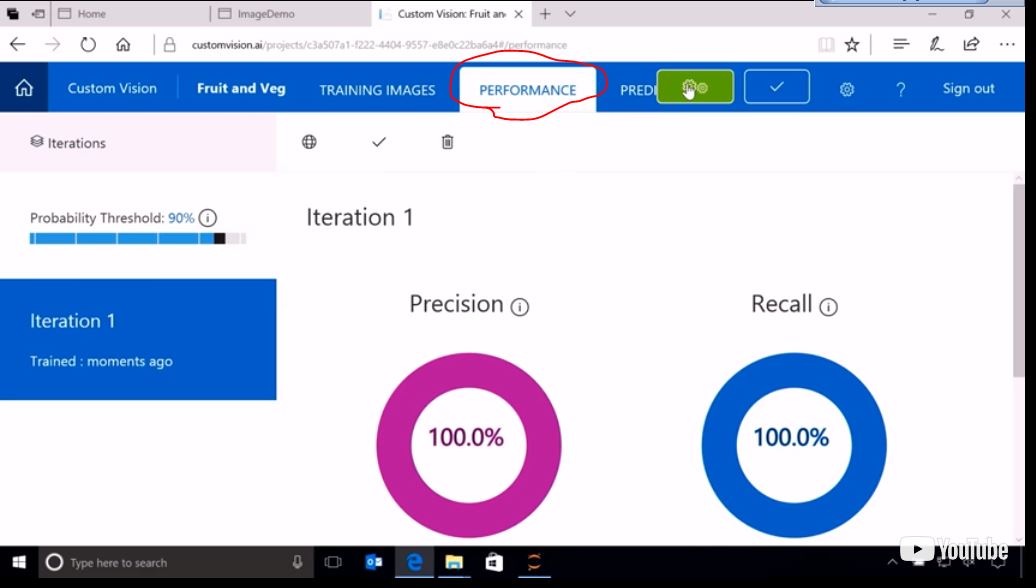 Home
ImageDemo
Custom Vision: Fruit an
customvision.ai/projects/c3a507a1-f222-4404-9557-e8e0c22ba6a4#/performance
Custom Vision
Fruit and Veg
TRAINING IMAGES
PERFORMANCE
PREDI
?
Sign out
Iterations
Probability Threshold: 90%
Iteration 1
Iteration 1
Trained : moments ago
Precision
Recall
100.0%
100.0%
Type here to search
YouTube